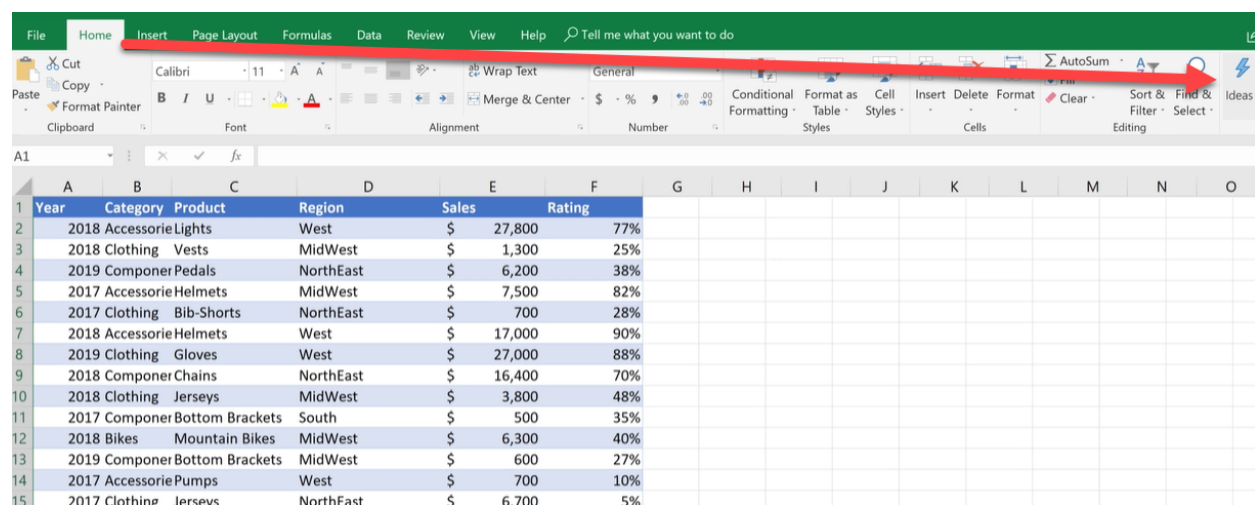 File Home Insert Page Layout Formulas Data Review View Help Tell me what you want to do
Cut
Copy
Format Painter
Paste
Calibri 11 A A
B I U A
ab Wrap Text
Merge & Center
General
$ % , .00 .00
Conditional Formatting
Format as Table
Cell Styles
Insert Delete Format
AutoSum
Clear
Sort & Filter
Find & Select
Ideas
Clipboard Font Alignment Number Styles Cells Editing
A1 fx
A B C D E F G H I J K L M N O
1 Year Category Product Region Sales Rating
2 2018 Accessorie Lights West $ 27,800 77%
3 2018 Clothing Vests MidWest $ 1,300 25%
4 2019 Componer Pedals NorthEast $ 6,200 38%
5 2017 Accessorie Helmets MidWest $ 7,500 82%
6 2017 Clothing Bib-Shorts NorthEast $ 700 28%
7 2018 Accessorie Helmets West $ 17,000 90%
8 2019 Clothing Gloves West $ 27,000 88%
9 2018 Componer Chains NorthEast $ 16,400 70%
10 2018 Clothing Jerseys MidWest $ 3,800 48%
11 2017 Componer Bottom Brackets South $ 500 35%
12 2018 Bikes Mountain Bikes MidWest $ 6,300 40%
13 2019 Componer Bottom Brackets MidWest $ 600 27%
14 2017 Accessorie Pumps West $ 700 10%
15 2017 Clothing Jerseys NorthEast $ 6,700 5%